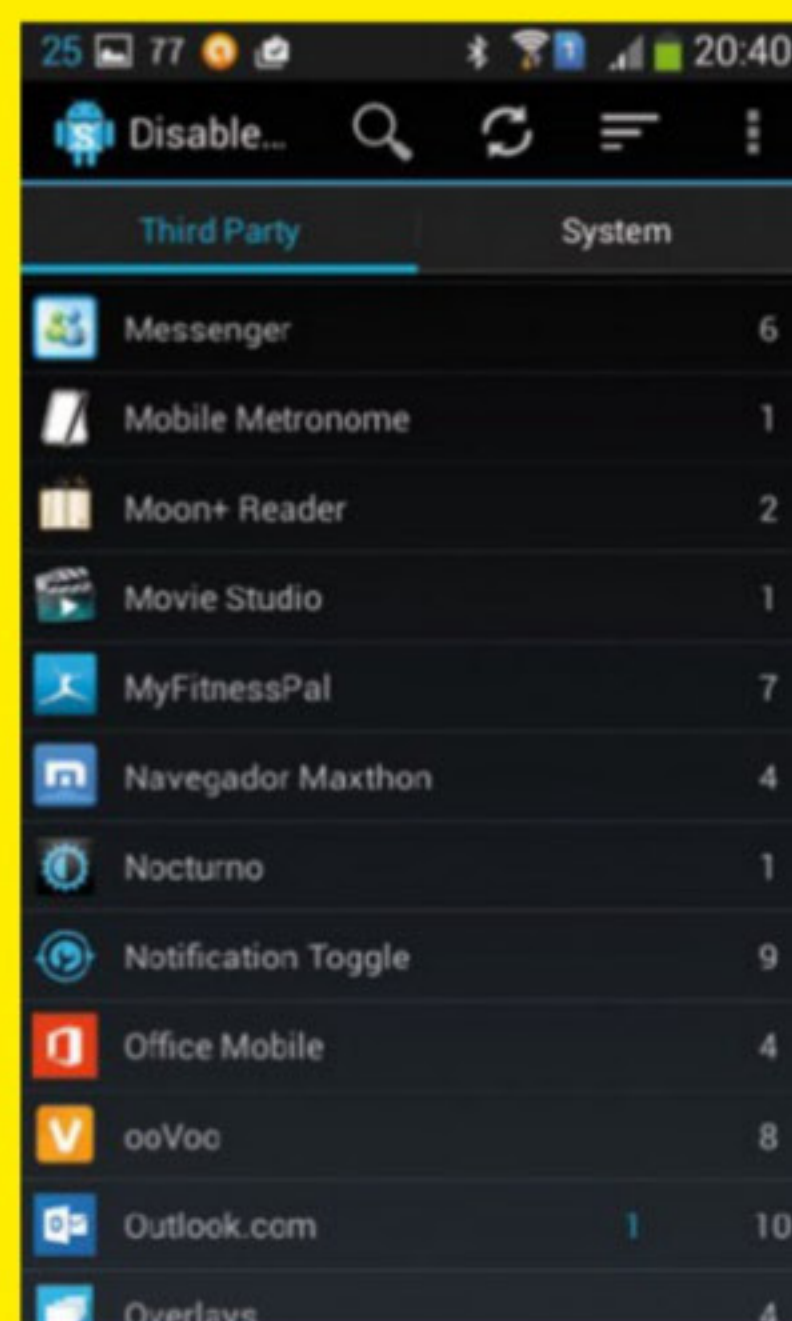 25 77 1 20:40
S Disable...
Third Party System
Messenger 6
Mobile Metronome 1
Moon+ Reader 2
Movie Studio 1
MyFitnessPal 7
Navegador Maxthon 4
Nocturno 1
Notification Toggle 9
Office Mobile 4
ooVoo 8
Outlook.com 1 10
Overlays 4